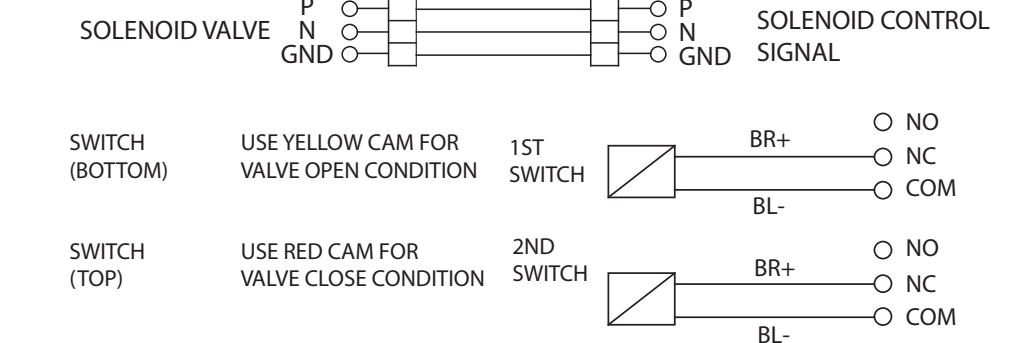 P
P
SOLENOID VALVE
N
N
SOLENOID CONTROL
GND
GND
SIGNAL
SWITCH
(BOTTOM)
USE YELLOW CAM FOR
VALVE OPEN CONDITION
1ST
SWITCH
BR+
BL-
NO
NC
COM
SWITCH
(TOP)
USE RED CAM FOR
VALVE CLOSE CONDITION
2ND
SWITCH
BR+
BL-
NO
NC
COM